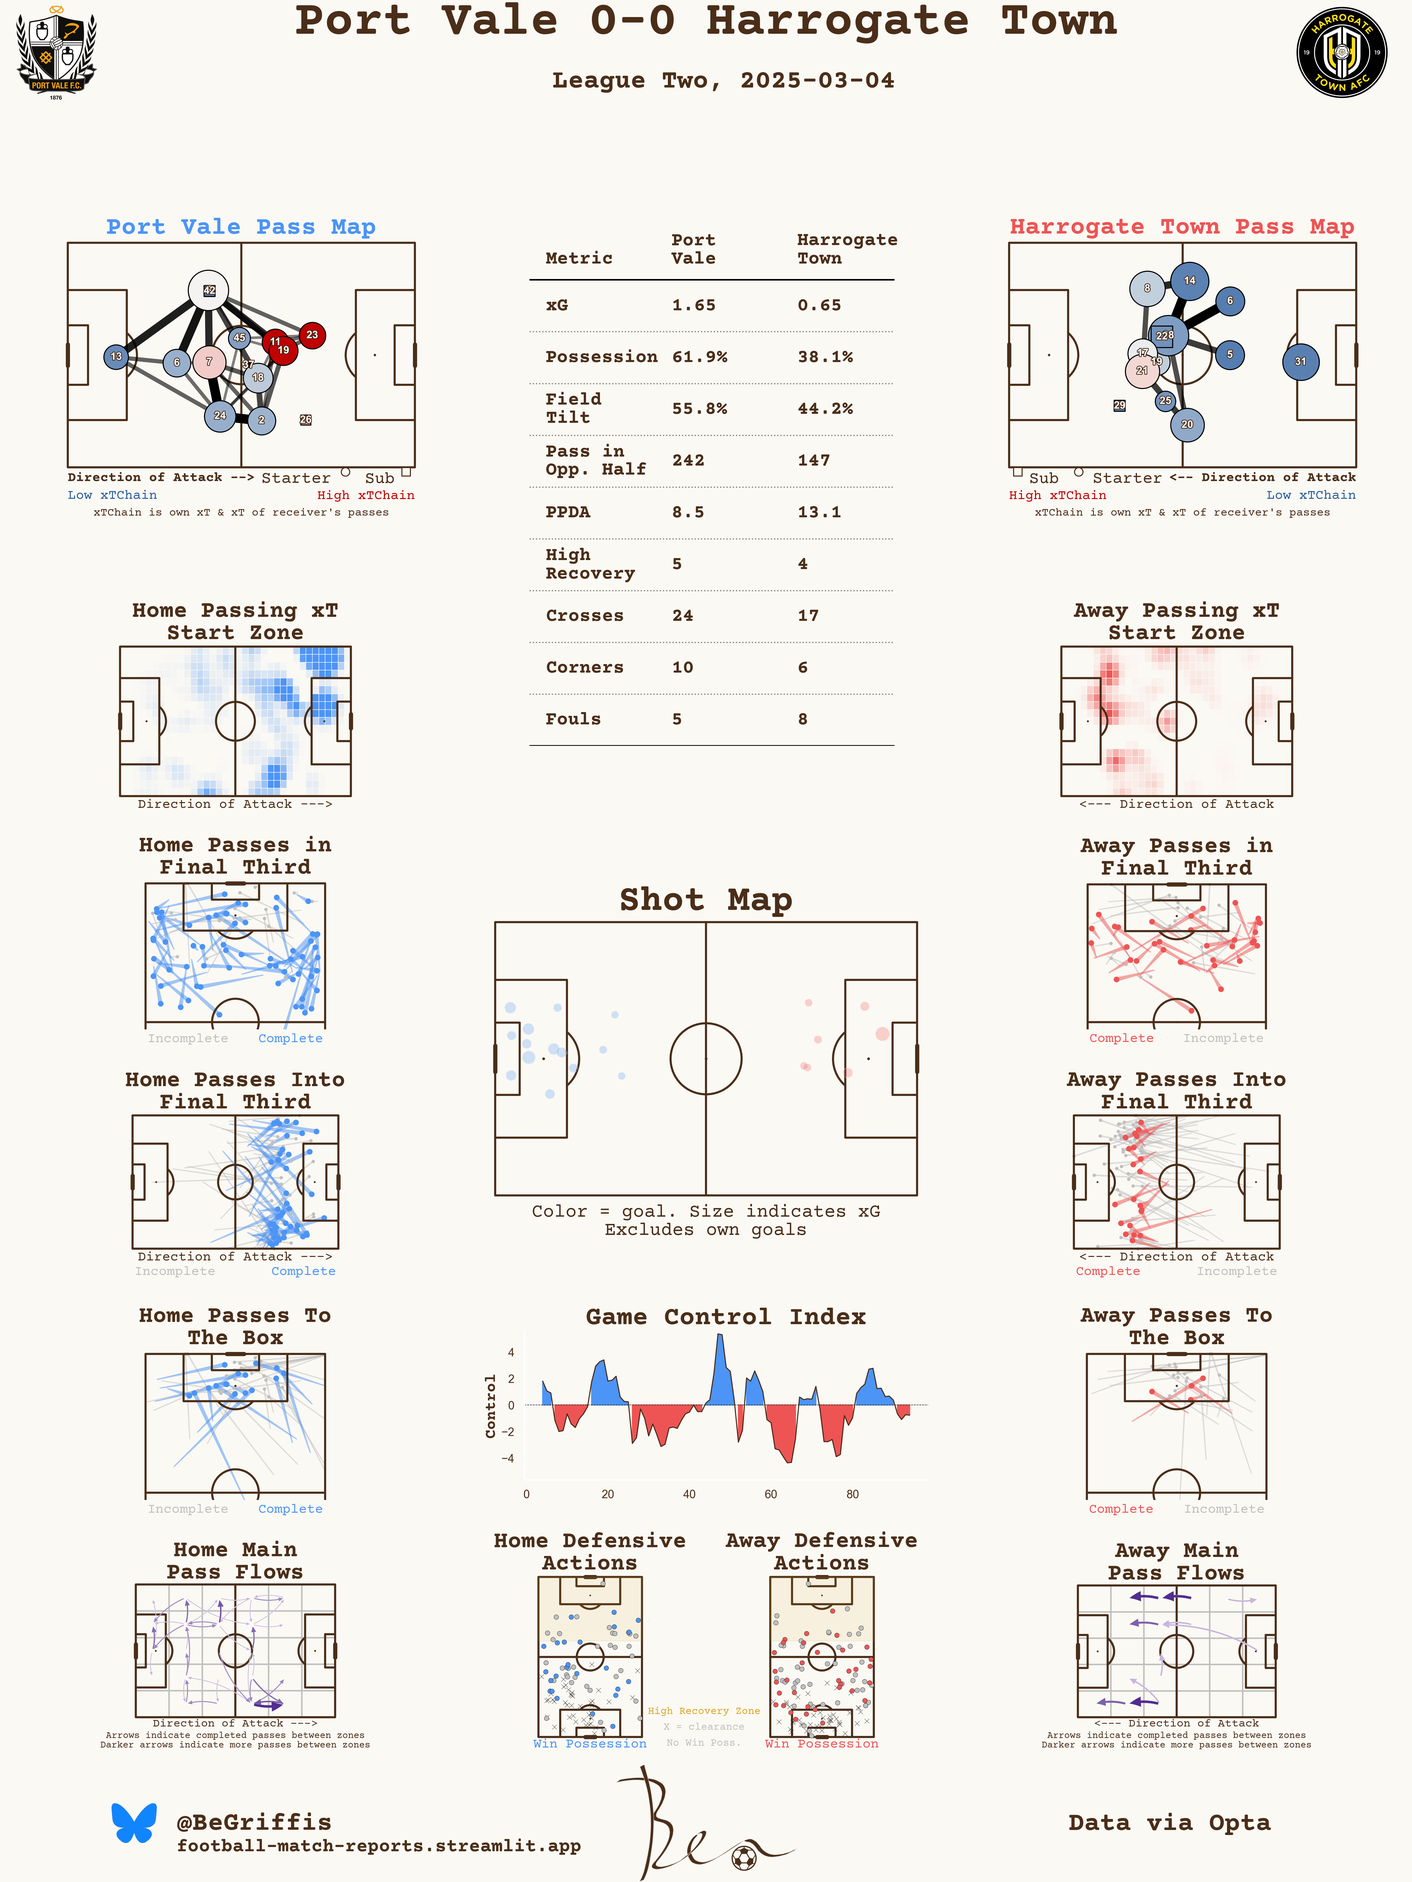 Port Vale 0-0 Harrogate Town
League Two, 2025-03-04
PORT VALE F.C.
1876
HARROGATE
19 19
TOWN AFC
Port Vale Pass Map
42
13
6
7
45
11
19
23
37
18
24
2
26
Direction of Attack --> Starter Sub
Low xTChain High xTChain
xTChain is own xT & xT of receiver's passes
Metric Port Vale Harrogate Town
xG 1.65 0.65
Possession 61.9% 38.1%
Field Tilt 55.8% 44.2%
Pass in Opp. Half 242 147
PPDA 8.5 13.1
High Recovery 5 4
Crosses 24 17
Corners 10 6
Fouls 5 8
Harrogate Town Pass Map
8
14
6
228
17
19
21
5
31
29
25
20
Sub Starter <-- Direction of Attack
High xTChain Low xTChain
xTChain is own xT & xT of receiver's passes
Home Passing xT
Start Zone
Direction of Attack --->
Away Passing xT
Start Zone
<--- Direction of Attack
Home Passes in
Final Third
Incomplete Complete
Away Passes in
Final Third
Complete Incomplete
Shot Map
Color = goal. Size indicates xG
Excludes own goals
Home Passes Into
Final Third
Direction of Attack --->
Incomplete Complete
Away Passes Into
Final Third
<--- Direction of Attack
Complete Incomplete
Home Passes To
The Box
Incomplete Complete
Game Control Index
Control
4
2
0
−2
−4
0 20 40 60 80
Away Passes To
The Box
Complete Incomplete
Home Main
Pass Flows
Direction of Attack --->
Arrows indicate completed passes between zones
Darker arrows indicate more passes between zones
Home Defensive
Actions
Win Possession
Away Defensive
Actions
Win Possession
High Recovery Zone
X = clearance
No Win Poss.
Away Main
Pass Flows
<--- Direction of Attack
Arrows indicate completed passes between zones
Darker arrows indicate more passes between zones
@BeGriffis
football-match-reports.streamlit.app
Ben
Data via Opta